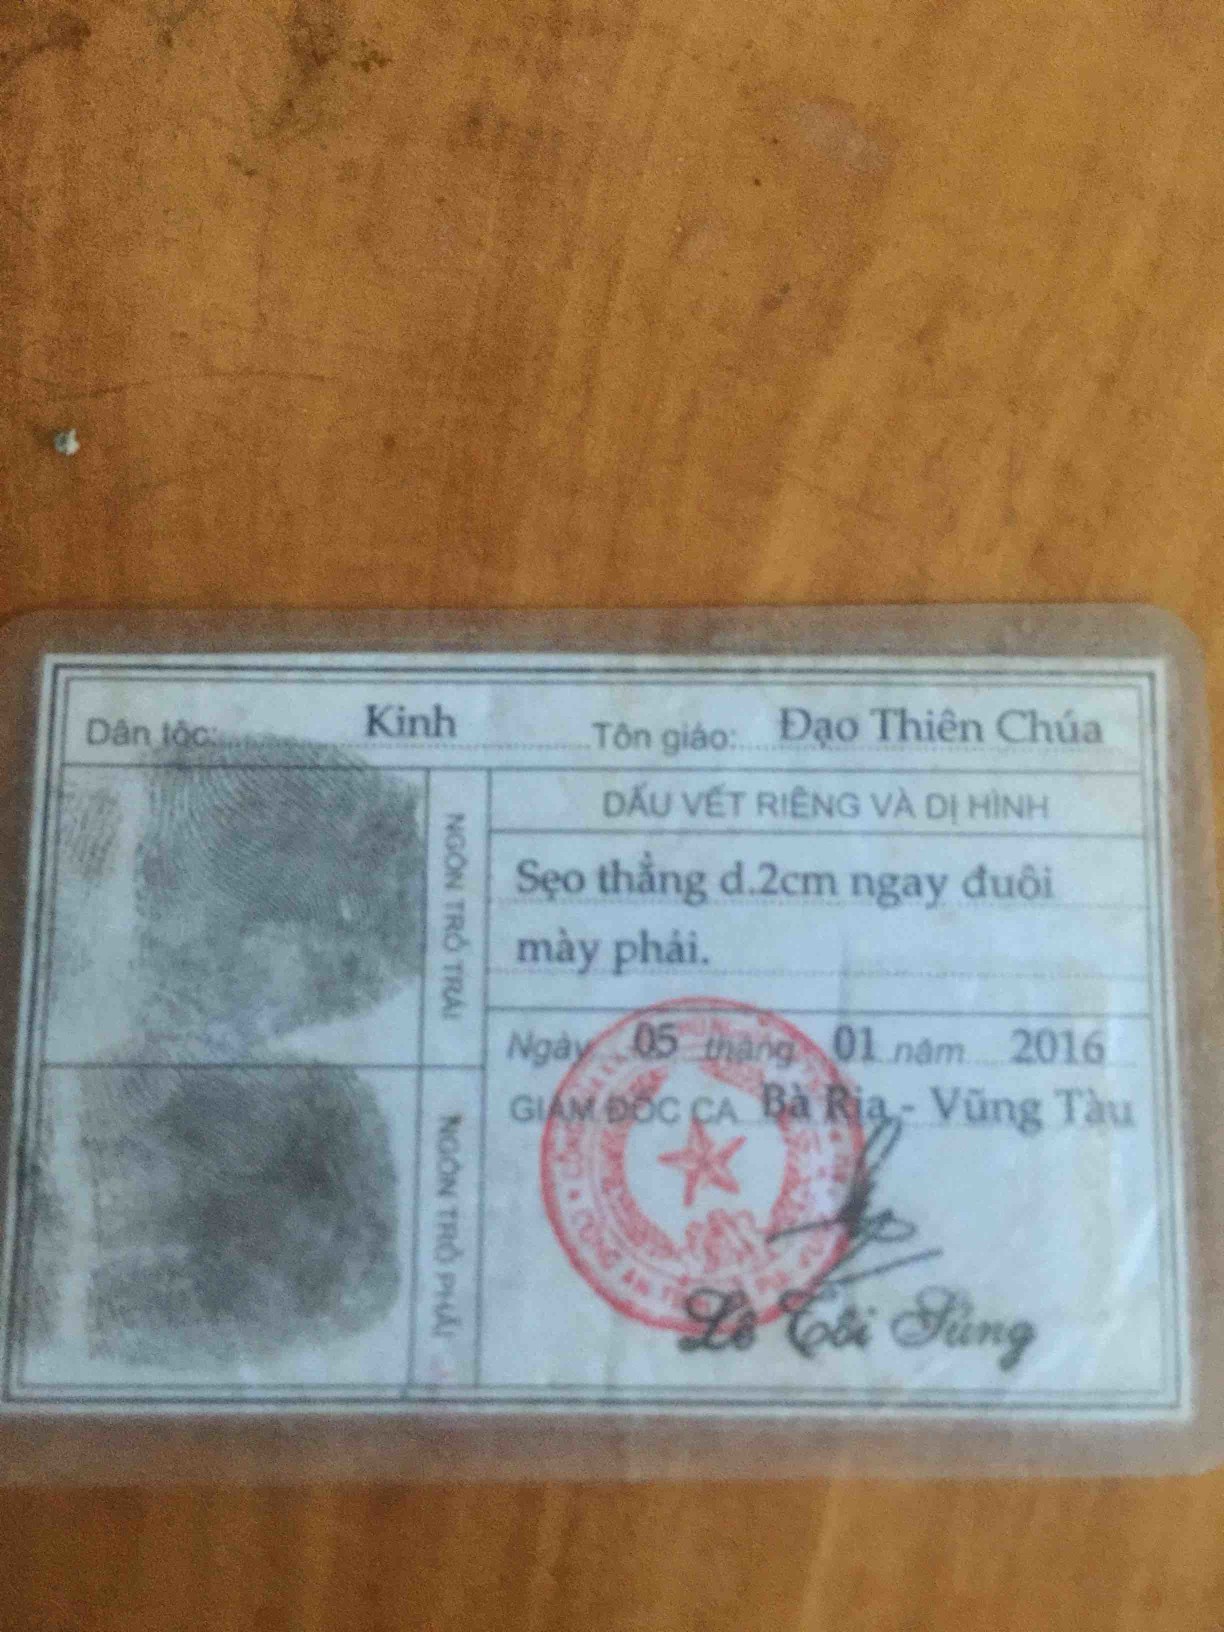 Dân tộc: Kinh Tôn giáo: Đạo Thiên Chúa
NGÓN TRỎ TRÁI
NGÓN TRỎ PHẢI
DẤU VẾT RIÊNG VÀ DỊ HÌNH
Sẹo thẳng d.2cm ngay đuôi
mày phải.
Ngày 05 tháng 01 năm 2016
GIÁM ĐỐC CA Bà Rịa - Vũng Tàu
CÔNG AN
Lê Tôi Sủng